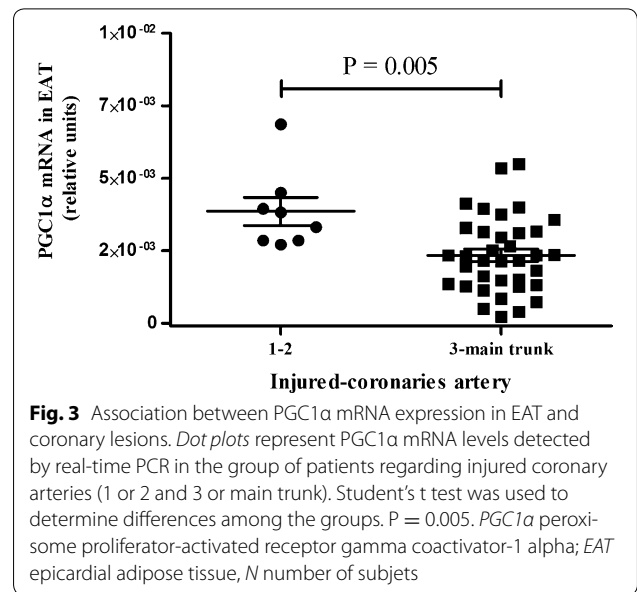 1×10-02
7×10-03
5×10-03
2×10-03
0
PGC1α mRNA in EAT
(relative units)
P = 0.005
1-2
3-main trunk
Injured-coronaries artery
Fig. 3 Association between PGC1α mRNA expression in EAT and
coronary lesions. Dot plots represent PGC1α mRNA levels detected
by real-time PCR in the group of patients regarding injured coronary
arteries (1 or 2 and 3 or main trunk). Student’s t test was used to
determine differences among the groups. P = 0.005. PGC1α peroxi-
some proliferator-activated receptor gamma coactivator-1 alpha; EAT
epicardial adipose tissue, N number of subjets